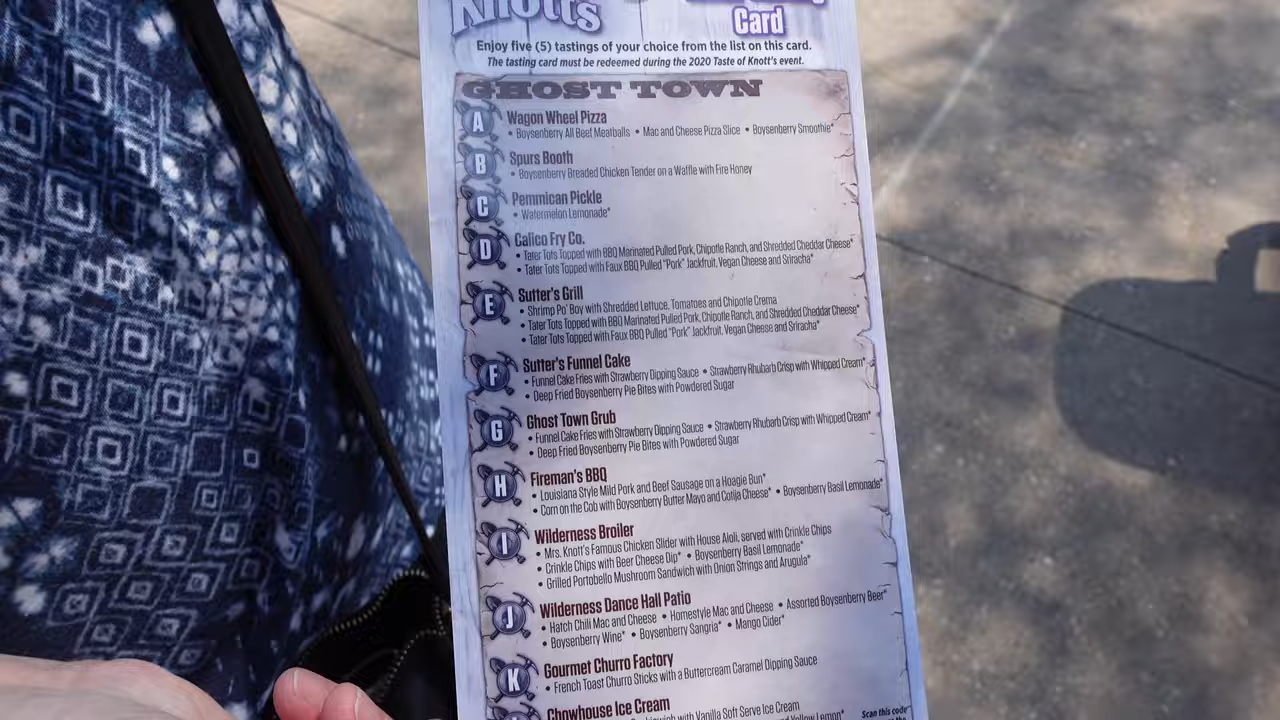 Knott's
Card
Enjoy five (5) tastings of your choice from the list on this card.
The tasting card must be redeemed during the 2020 Taste of Knott's event.
GHOST TOWN
A Wagon Wheel Pizza
• Boysenberry All Beef Meatballs • Mac and Cheese Pizza Slice • Boysenberry Smoothie*
B Spurs Booth
• Boysenberry Breaded Chicken Tender on a Waffle with Fire Honey
C Pemmican Pickle
• Watermelon Lemonade*
D Calico Fry Co.
• Tater Tots Topped with BBQ Marinated Pulled Pork, Chipotle Ranch, and Shredded Cheddar Cheese*
• Tater Tots Topped with Faux BBQ Pulled "Pork" Jackfruit, Vegan Cheese and Sriracha*
E Sutter's Grill
• Shrimp Po' Boy with Shredded Lettuce, Tomatoes and Chipotle Crema
• Tater Tots Topped with BBQ Marinated Pulled Pork, Chipotle Ranch, and Shredded Cheddar Cheese*
• Tater Tots Topped with Faux BBQ Pulled "Pork" Jackfruit, Vegan Cheese and Sriracha*
F Sutter's Funnel Cake
• Funnel Cake Fries with Strawberry Dipping Sauce • Strawberry Rhubarb Crisp with Whipped Cream*
• Deep Fried Boysenberry Pie Bites with Powdered Sugar
G Ghost Town Grub
• Funnel Cake Fries with Strawberry Dipping Sauce • Strawberry Rhubarb Crisp with Whipped Cream*
• Deep Fried Boysenberry Pie Bites with Powdered Sugar
H Fireman's BBQ
• Louisiana Style Mild Pork and Beef Sausage on a Hoagie Bun*
• Corn on the Cob with Boysenberry Butter Mayo and Cotija Cheese* • Boysenberry Basil Lemonade*
I Wilderness Broiler
• Mrs. Knott's Famous Chicken Slider with House Aioli, served with Crinkle Chips
• Crinkle Chips with Beer Cheese Dip* • Boysenberry Basil Lemonade*
• Grilled Portobello Mushroom Sandwich with Onion Strings and Arugula*
J Wilderness Dance Hall Patio
• Hatch Chili Mac and Cheese • Homestyle Mac and Cheese • Assorted Boysenberry Beer*
• Boysenberry Wine* • Boysenberry Sangria* • Mango Cider*
K Gourmet Churro Factory
• French Toast Churro Sticks with a Buttercream Caramel Dipping Sauce
Chowhouse Ice Cream
with Vanilla Soft Serve Ice Cream
Yellow Lemon*
Scan this code